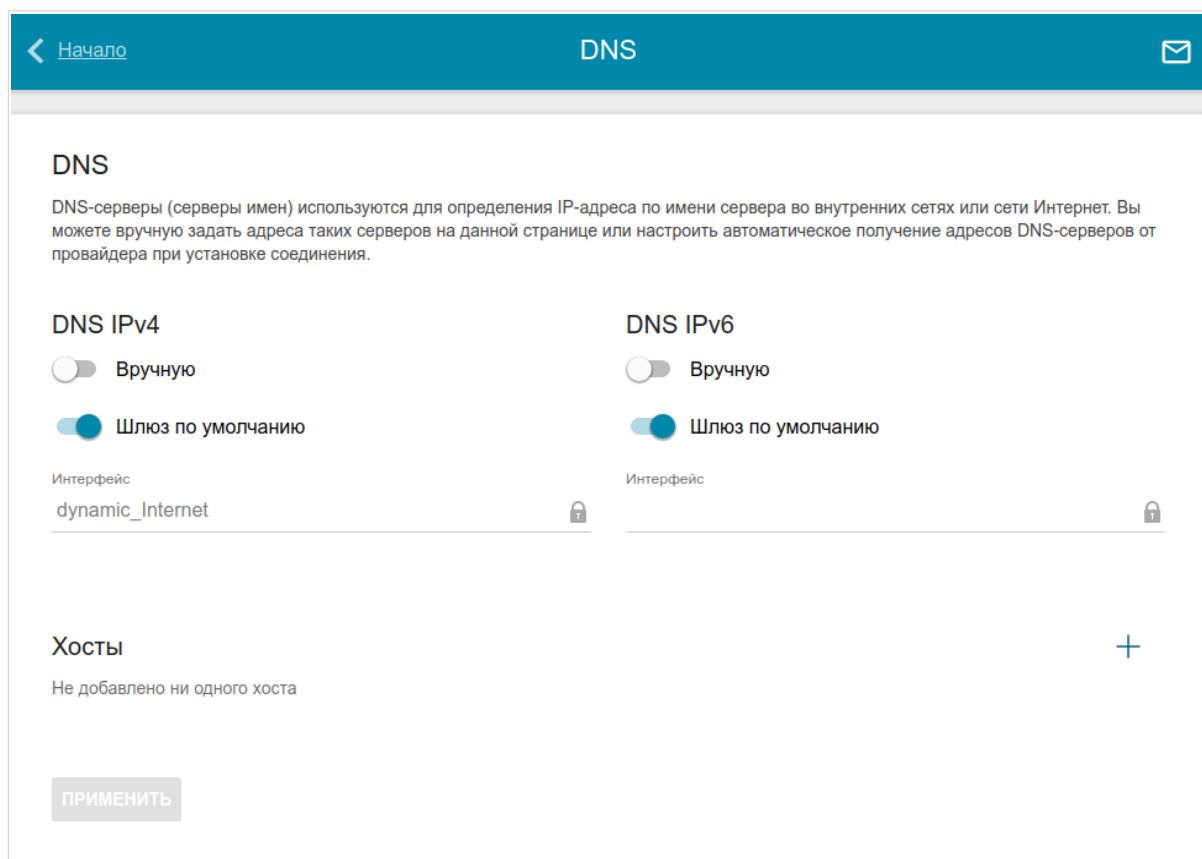 Начало
DNS
DNS
DNS-серверы (серверы имен) используются для определения IP-адреса по имени сервера во внутренних сетях или сети Интернет. Вы
можете вручную задать адреса таких серверов на данной странице или настроить автоматическое получение адресов DNS-серверов от
провайдера при установке соединения.
DNS IPv4
Вручную
Шлюз по умолчанию
Интерфейс
dynamic_Internet
DNS IPv6
Вручную
Шлюз по умолчанию
Интерфейс
Хосты
Не добавлено ни одного хоста
ПРИМЕНИТЬ